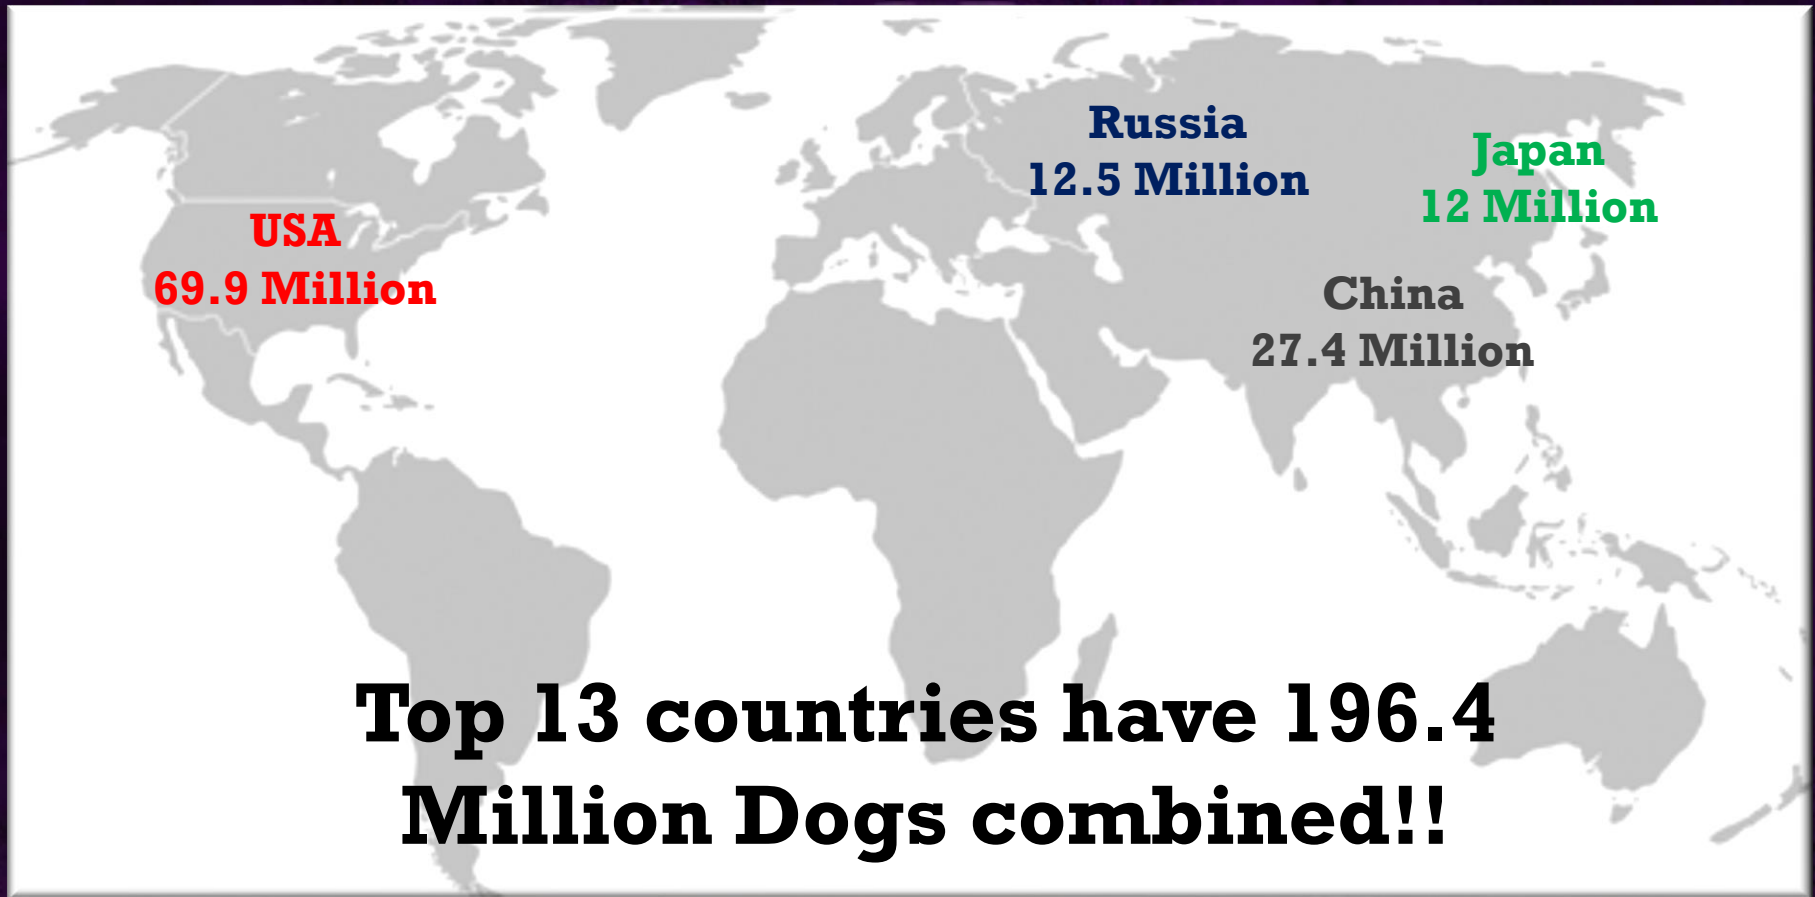 Russia
12.5 Million
Japan
12 Million
USA
69.9 Million
China
27.4 Million
Top 13 countries have 196.4
Million Dogs combined!!